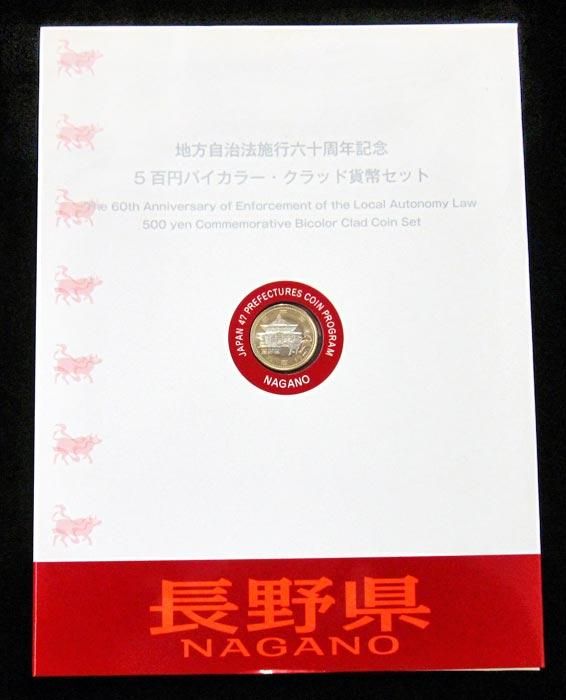 地方自治法施行六十周年記念
5百円バイカラー・クラッド貨幣セット
The 60th Anniversary of Enforcement of the Local Autonomy Law
500 yen Commemorative Bicolor Clad Coin Set
JAPAN 47 PREFECTURES COIN PROGRAM
NAGANO
長野県
NAGANO